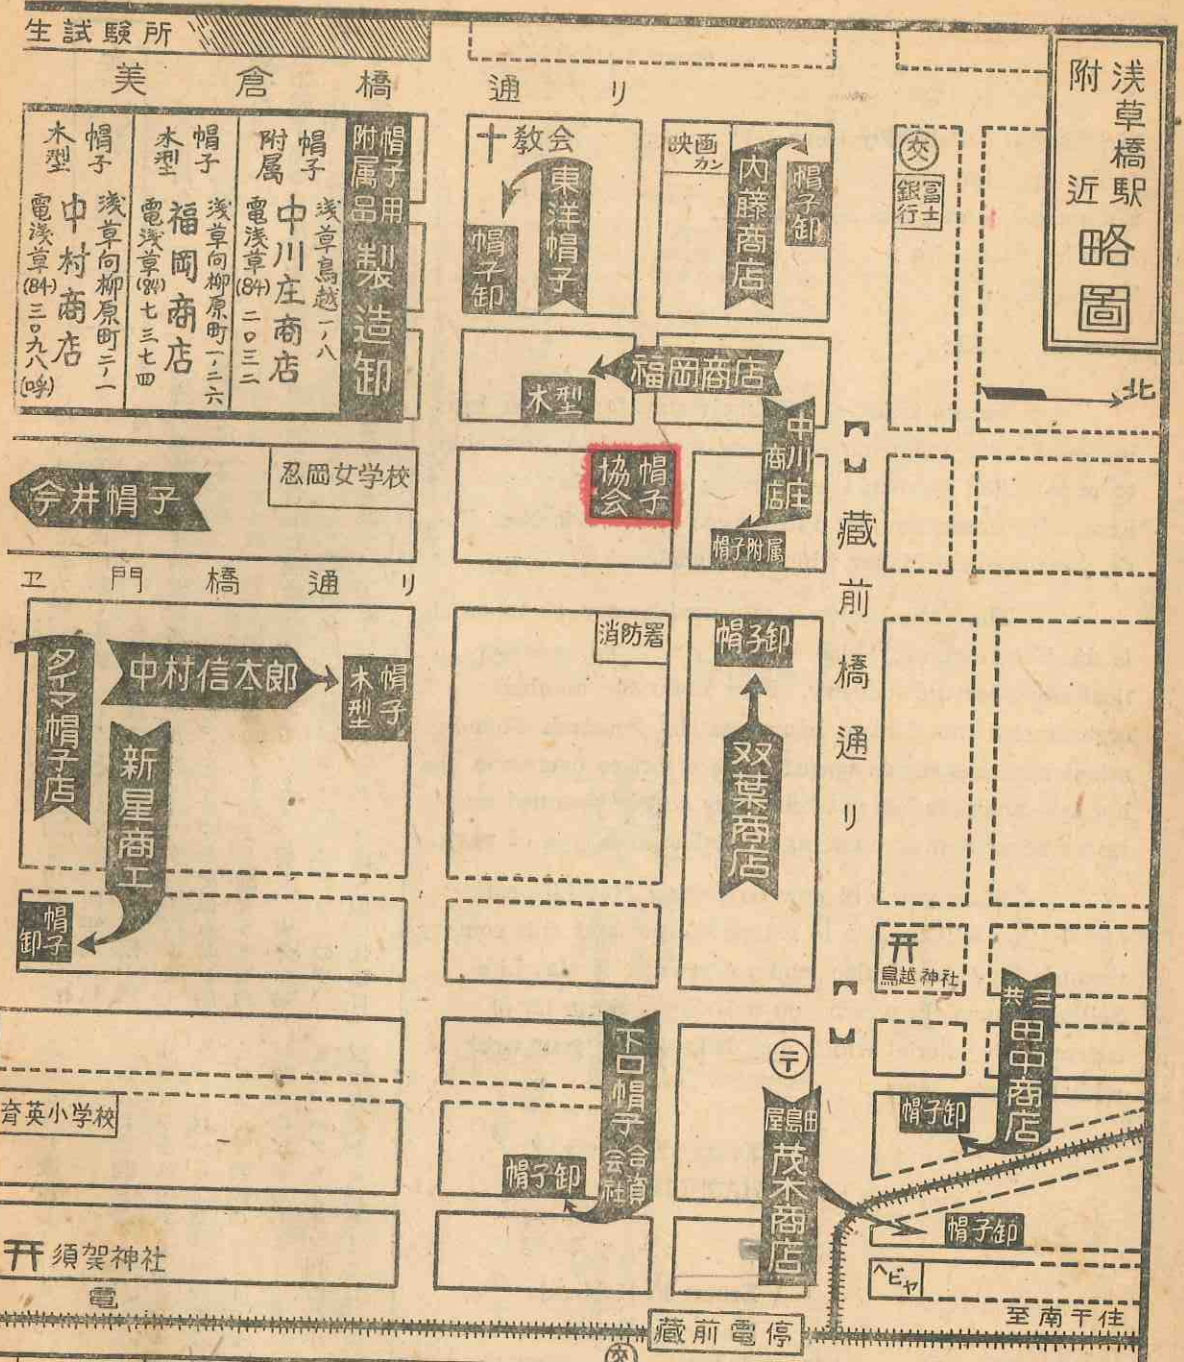 浅草橋駅
附近
略圖
北
生試験所
美倉橋通リ
帽子用
附属品
製造卸
帽子
附属
浅草鳥越一ノ八
中川庄商店
電浅草(84)二〇三二
帽子
木型
浅草向柳原町一ノ二六
福岡商店
電浅草(84)七三七四
帽子
木型
浅草向柳原町二ノ一
中村商店
電浅草(84)三〇九八(呼)
教会
東洋帽子
帽子卸
映画カン
内藤商店
帽子卸
交
冨士
銀行
福岡商店
木型
中川庄
商店
帽子附属
帽子
協会
忍岡女学校
今井帽子
ヱ門橋通リ
蔵前橋通リ
タイマ帽子店
中村信太郎
帽子
木型
新星商工
帽子
卸
消防署
帽子卸
双葉商店
鳥越神社
三共
田中商店
帽子卸
下口帽子
合資
会社
帽子卸
〒
田島屋
茂木商店
帽子卸
育英小学校
須賀神社
ヘビヤ
至南千住
電
蔵前電停
交